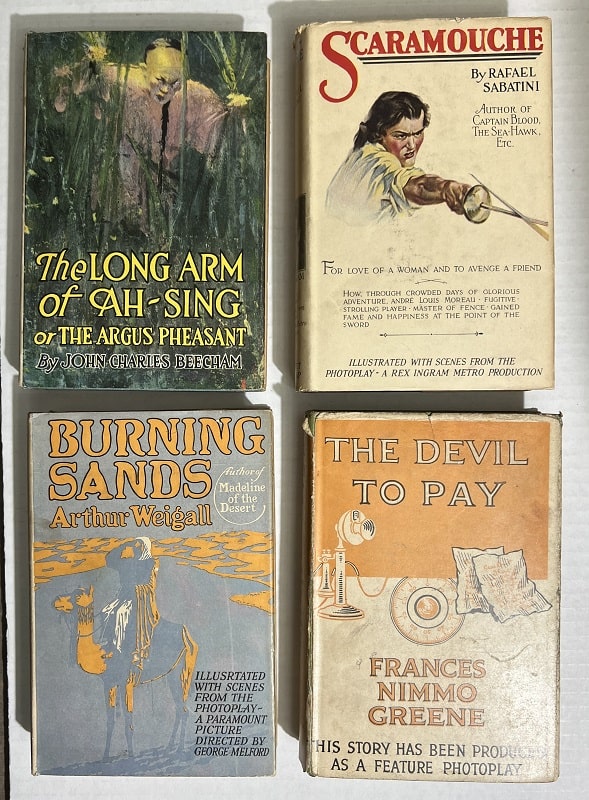 The LONG ARM
of AH-SING
or THE ARGUS PHEASANT
By JOHN CHARLES BEECHAM
SCARAMOUCHE
By RAFAEL
SABATINI
AUTHOR OF
CAPTAIN BLOOD,
THE SEA-HAWK,
ETC.
FOR LOVE OF A WOMAN AND TO AVENGE A FRIEND
HOW, THROUGH CROWDED DAYS OF GLORIOUS
ADVENTURE, ANDRÉ LOUIS MOREAU - FUGITIVE -
STROLLING PLAYER - MASTER OF FENCE - GAINED
FAME AND HAPPINESS AT THE POINT OF THE
SWORD
ILLUSTRATED WITH SCENES FROM THE
PHOTOPLAY - A REX INGRAM METRO PRODUCTION
BURNING
SANDS
Arthur Weigall
Author of
Madeline
of the
Desert
ILLUSRTATED
WITH SCENES
FROM THE
PHOTOPLAY-
A PARAMOUNT
PICTURE
DIRECTED BY
GEORGE-MELFORD
THE DEVIL
TO PAY
FRANCES
NIMMO
GREENE
THIS STORY HAS BEEN PRODUCED
AS A FEATURE PHOTOPLAY